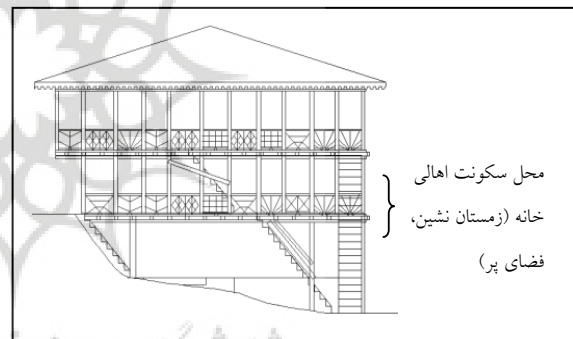 محل سکونت اهالی
خانه (زمستان نشین،
فضای پر)